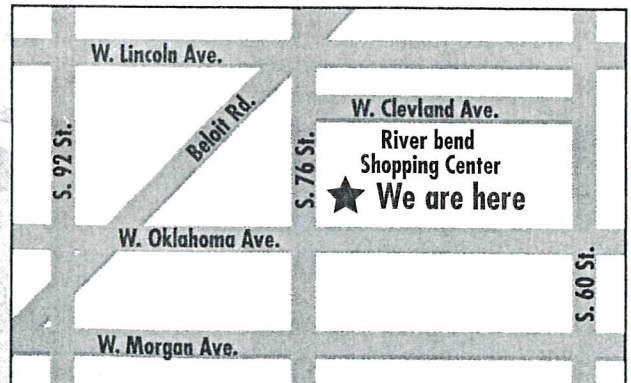 W. Lincoln Ave.
Beloit Rd.
W. Clevland Ave.
S. 92 St.
S. 76 St.
River bend
Shopping Center
We are here
W. Oklahoma Ave.
S. 60 St.
W. Morgan Ave.